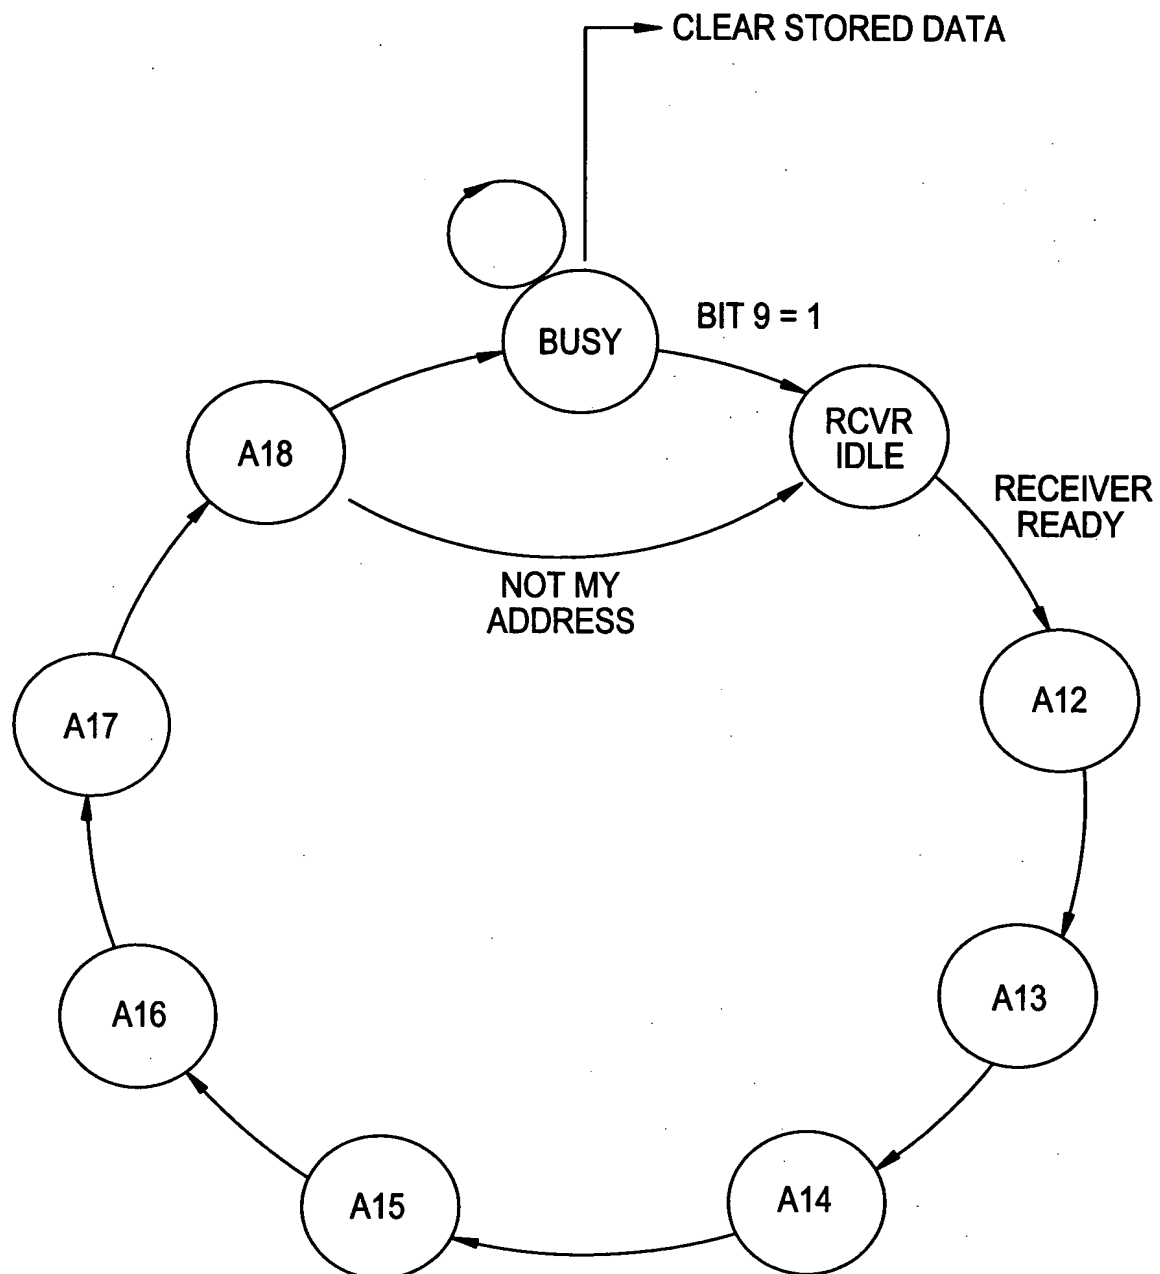 CLEAR STORED DATA
BUSY
BIT 9 = 1
RCVR
IDLE
A18
RECEIVER
READY
NOT MY
ADDRESS
A12
A17
A13
A16
A14
A15